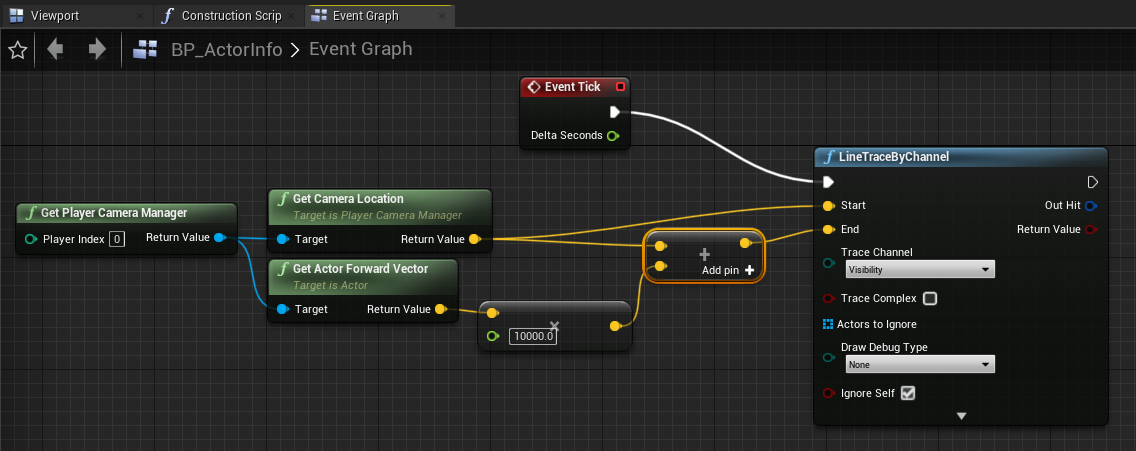 Viewport
Construction Scrip
Event Graph
BP_ActorInfo > Event Graph
Event Tick
Delta Seconds
LineTraceByChannel
Start
Out Hit
End
Return Value
Trace Channel
Visibility
Trace Complex
Actors to Ignore
Draw Debug Type
None
Ignore Self
Get Player Camera Manager
Player Index 0
Return Value
Get Camera Location
Target is Player Camera Manager
Target
Return Value
Get Actor Forward Vector
Target is Actor
Target
Return Value
10000.0
Add pin